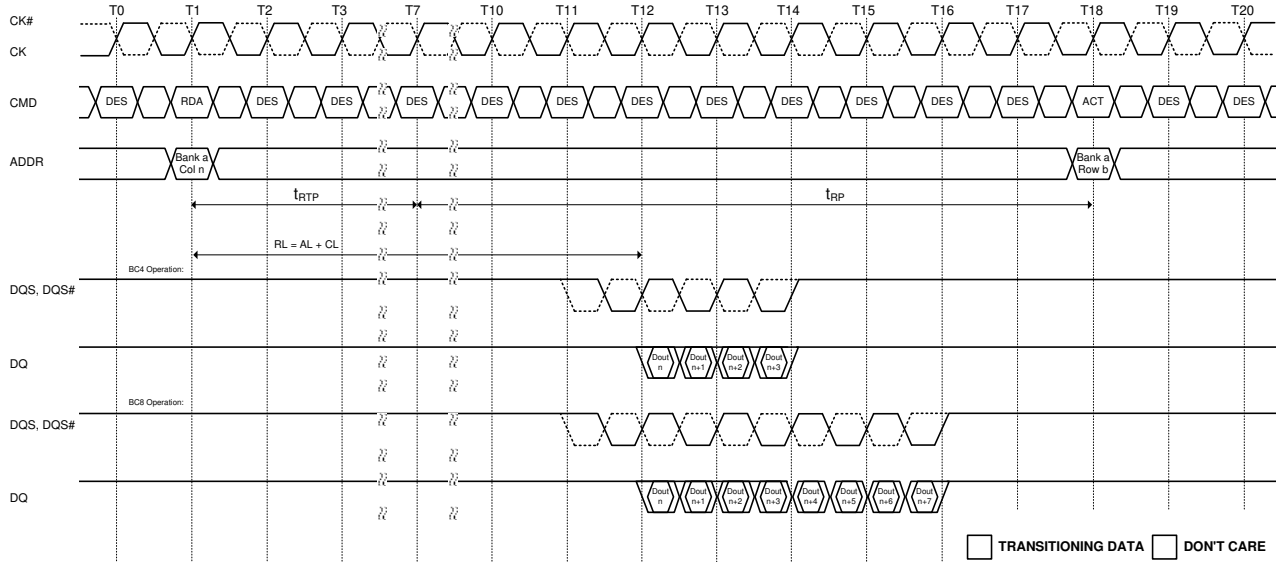 T0 T1 T2 T3 T7 T10 T11 T12 T13 T14 T15 T16 T17 T18 T19 T20
CK#
CK
CMD DES RDA DES DES DES DES DES DES DES DES DES DES DES ACT DES DES
ADDR Bank a Col n Bank a Row b
tRTP tRP
RL = AL + CL
BC4 Operation:
DQS, DQS#
DQ Dout n Dout n+1 Dout n+2 Dout n+3
BC8 Operation:
DQS, DQS#
DQ Dout n Dout n+1 Dout n+2 Dout n+3 Dout n+4 Dout n+5 Dout n+6 Dout n+7
TRANSITIONING DATA DON'T CARE